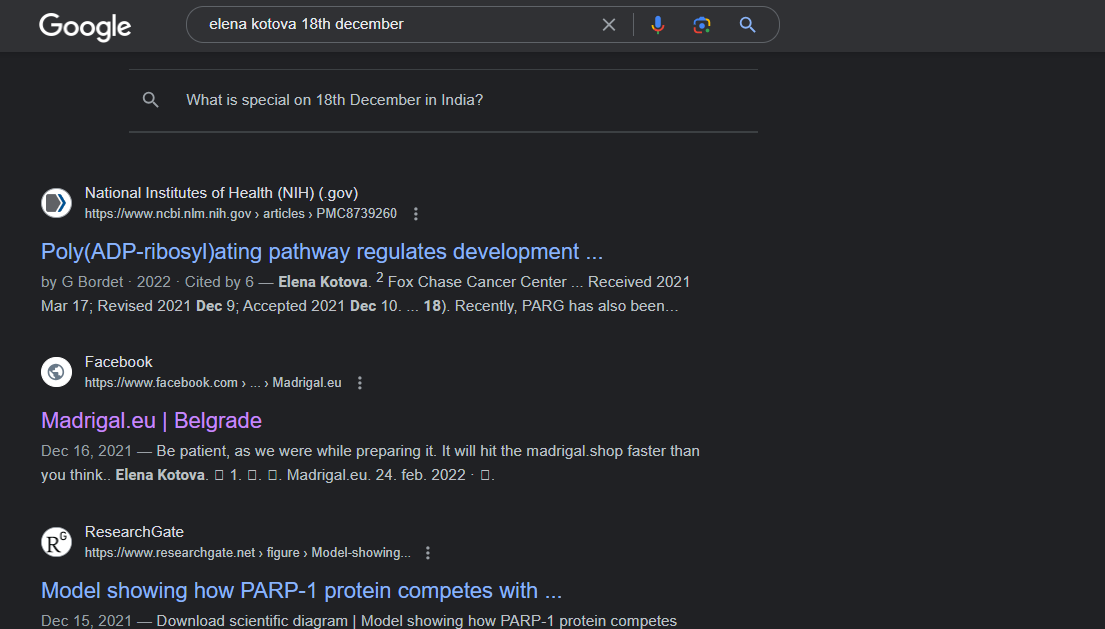 Google
elena kotova 18th december
What is special on 18th December in India?
National Institutes of Health (NIH) (.gov)
https://www.ncbi.nlm.nih.gov › articles › PMC8739260
Poly(ADP-ribosyl)ating pathway regulates development ...
by G Bordet · 2022 · Cited by 6 — Elena Kotova. 2 Fox Chase Cancer Center ... Received 2021
Mar 17; Revised 2021 Dec 9; Accepted 2021 Dec 10. ... 18). Recently, PARG has also been...
Facebook
https://www.facebook.com › ... › Madrigal.eu
Madrigal.eu | Belgrade
Dec 16, 2021 — Be patient, as we were while preparing it. It will hit the madrigal.shop faster than
you think.. Elena Kotova. 󰤥 1. 󰤦. 󰤧. Madrigal.eu. 24. feb. 2022 · 󰞋.
RG
ResearchGate
https://www.researchgate.net › figure › Model-showing...
Model showing how PARP-1 protein competes with ...
Dec 15, 2021 — Download scientific diagram | Model showing how PARP-1 protein competes